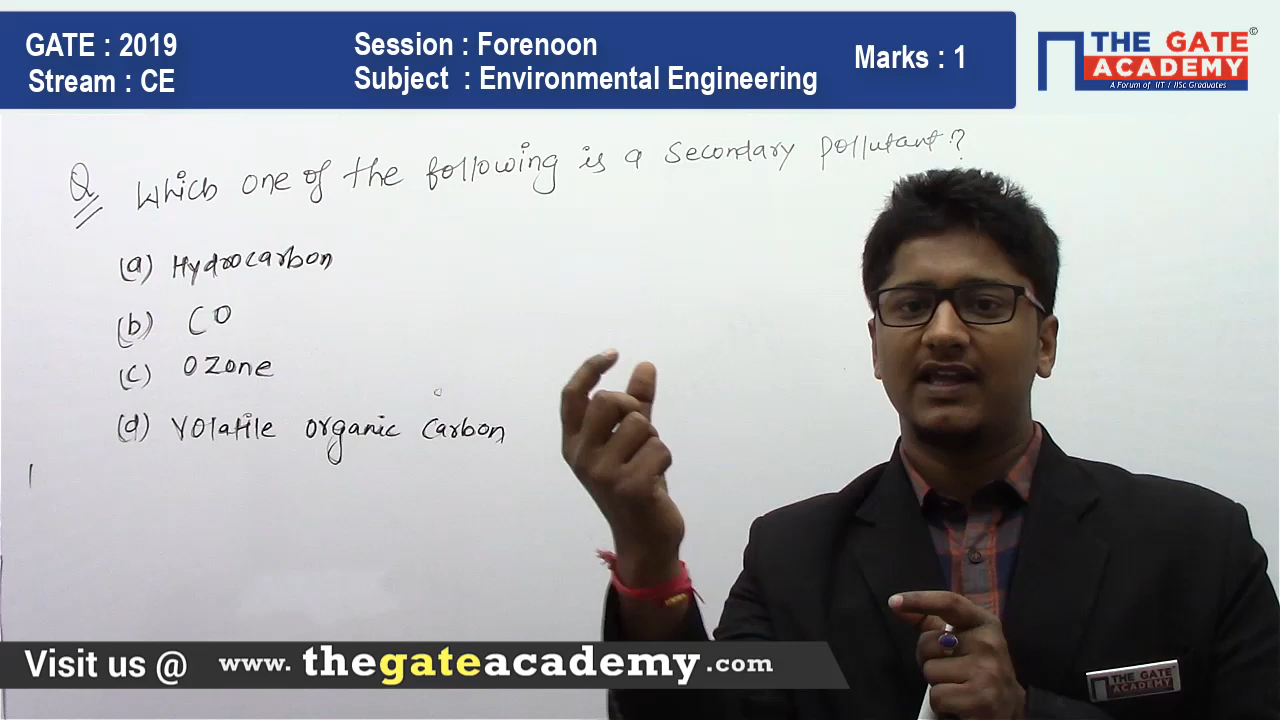 GATE : 2019
Stream : CE
Session : Forenoon
Subject : Environmental Engineering
Marks : 1
THE GATE
ACADEMY
©
A Forum of IIT / IISc Graduates
Q Which one of the following is a secondary pollutant?
(a) Hydrocarbon
(b) CO
(c) Ozone
(d) Volatile organic carbon
Visit us @ www.thegateacademy.com
THE GATE
ACADEMY